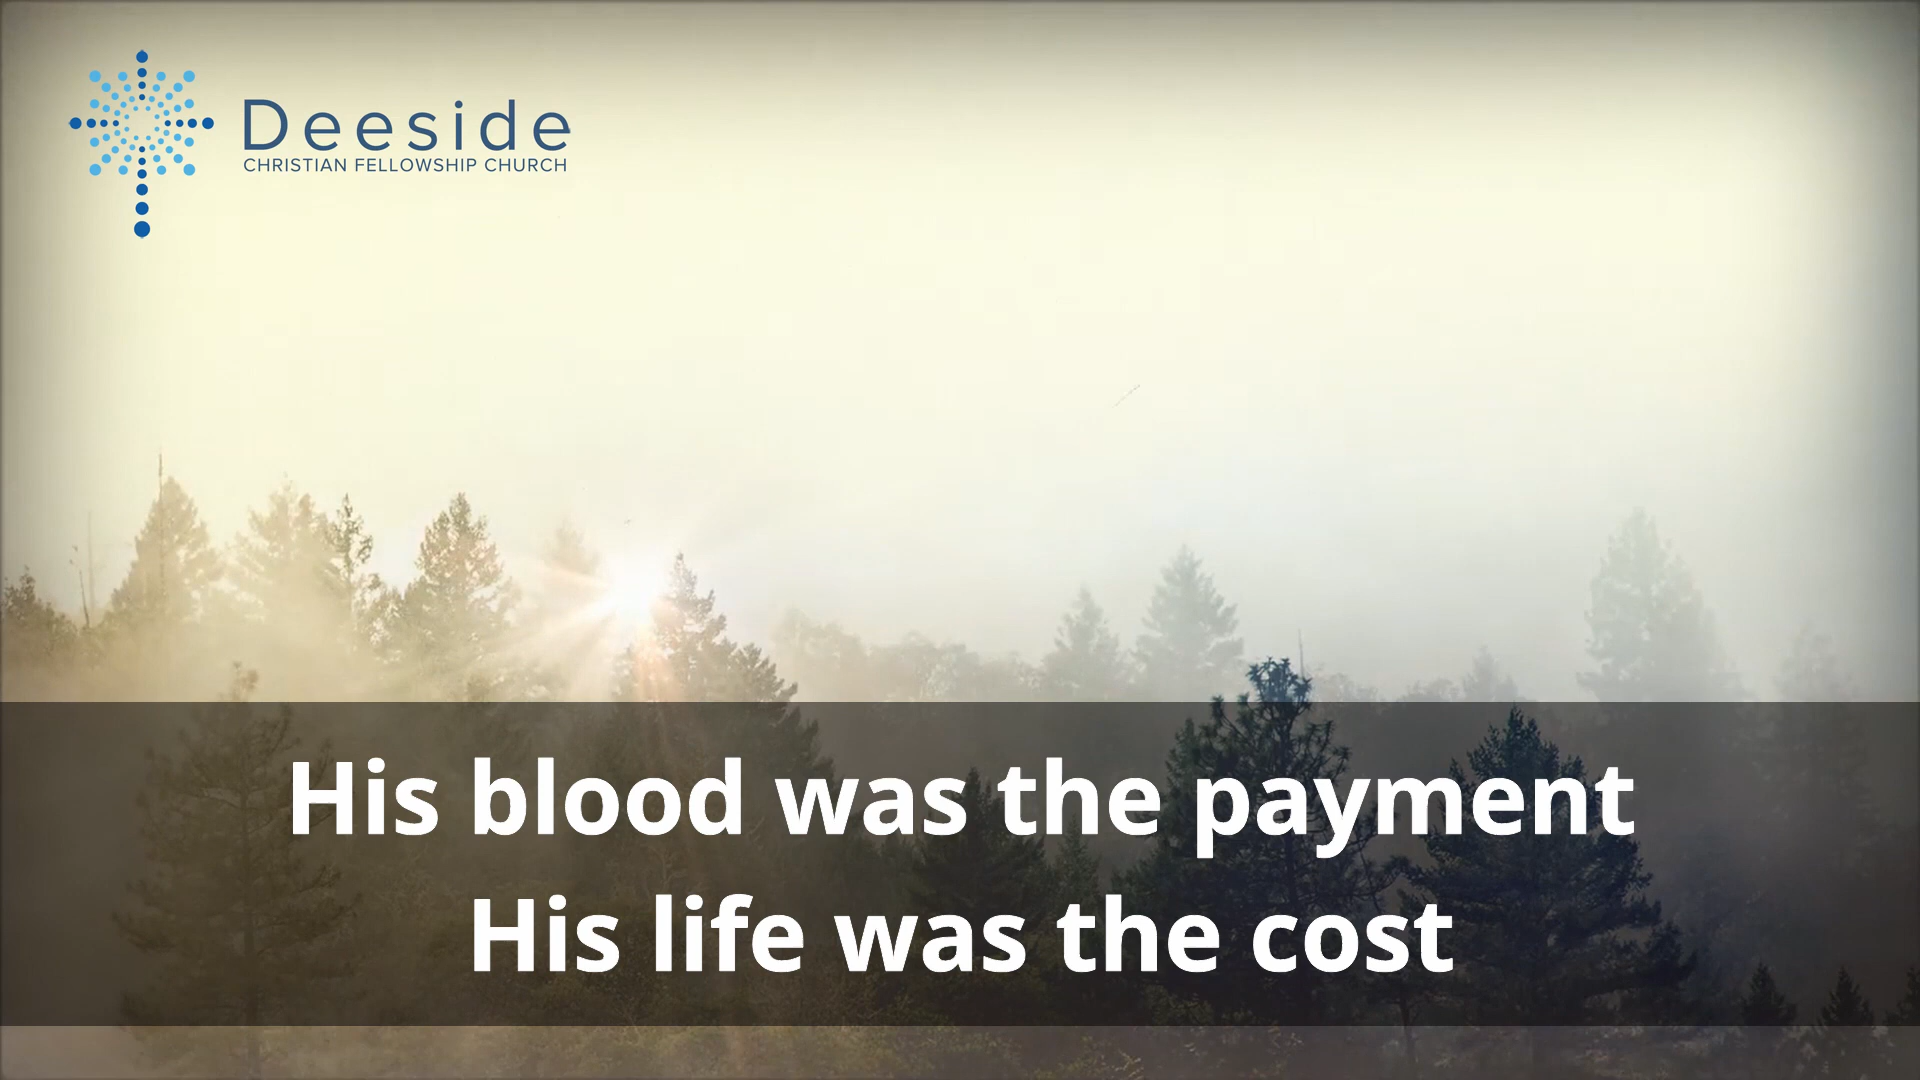 Deeside
CHRISTIAN FELLOWSHIP CHURCH
His blood was the payment
His life was the cost